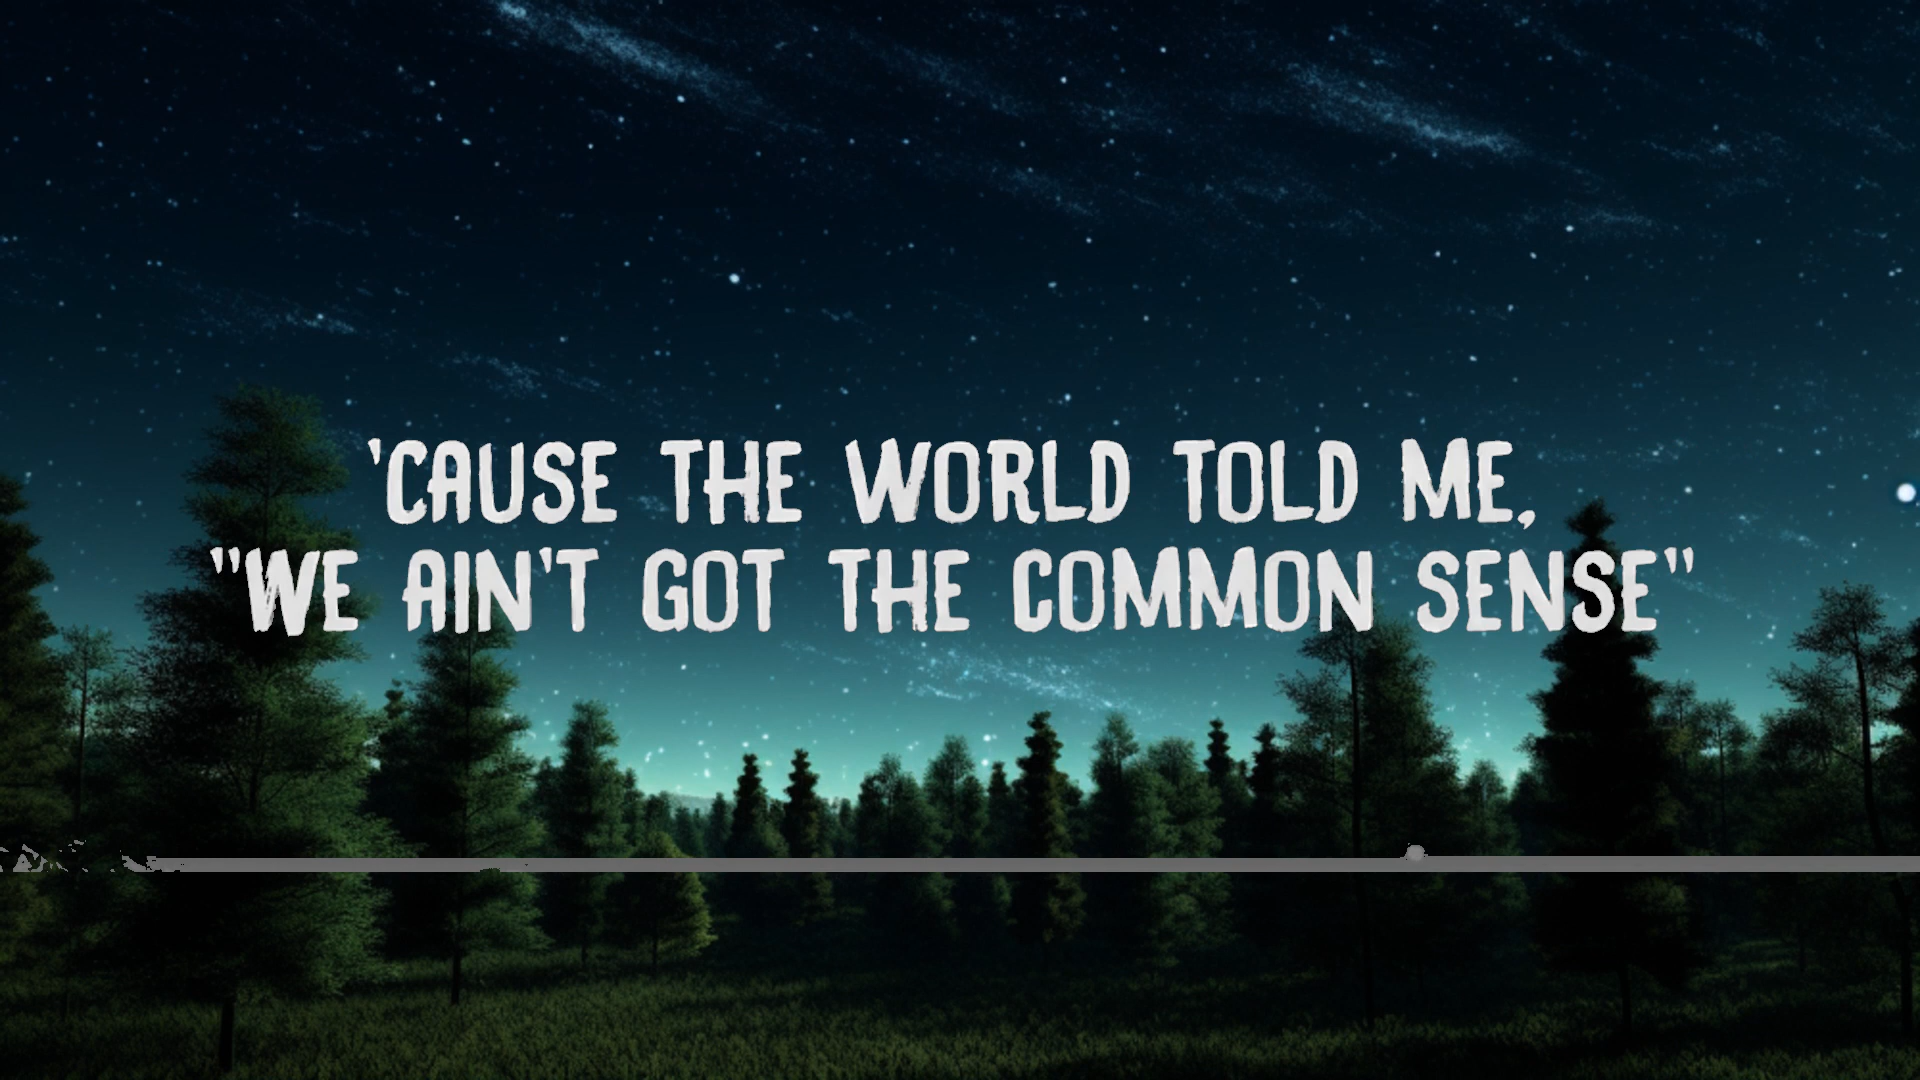 'CAUSE THE WORLD TOLD ME,
"WE AIN'T GOT THE COMMON SENSE"